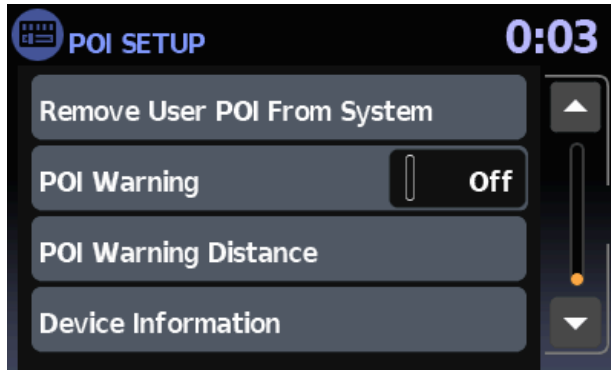 POI SETUP
0:03
Remove User POI From System
POI Warning
Off
POI Warning Distance
Device Information